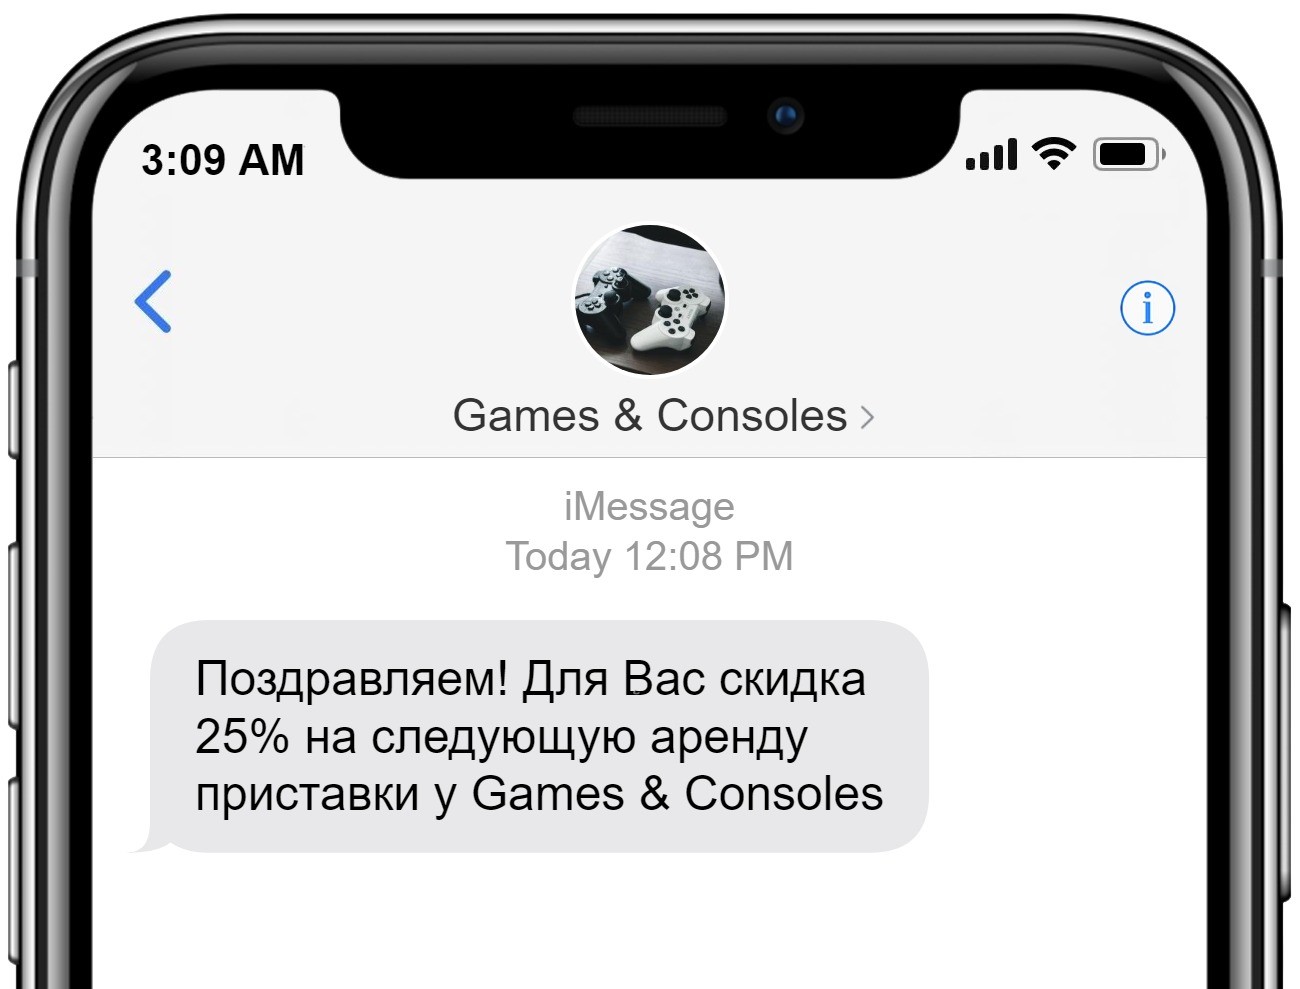 3:09 AM
Games & Consoles
iMessage
Today 12:08 PM
Поздравляем! Для Вас скидка
25% на следующую аренду
приставки у Games & Consoles